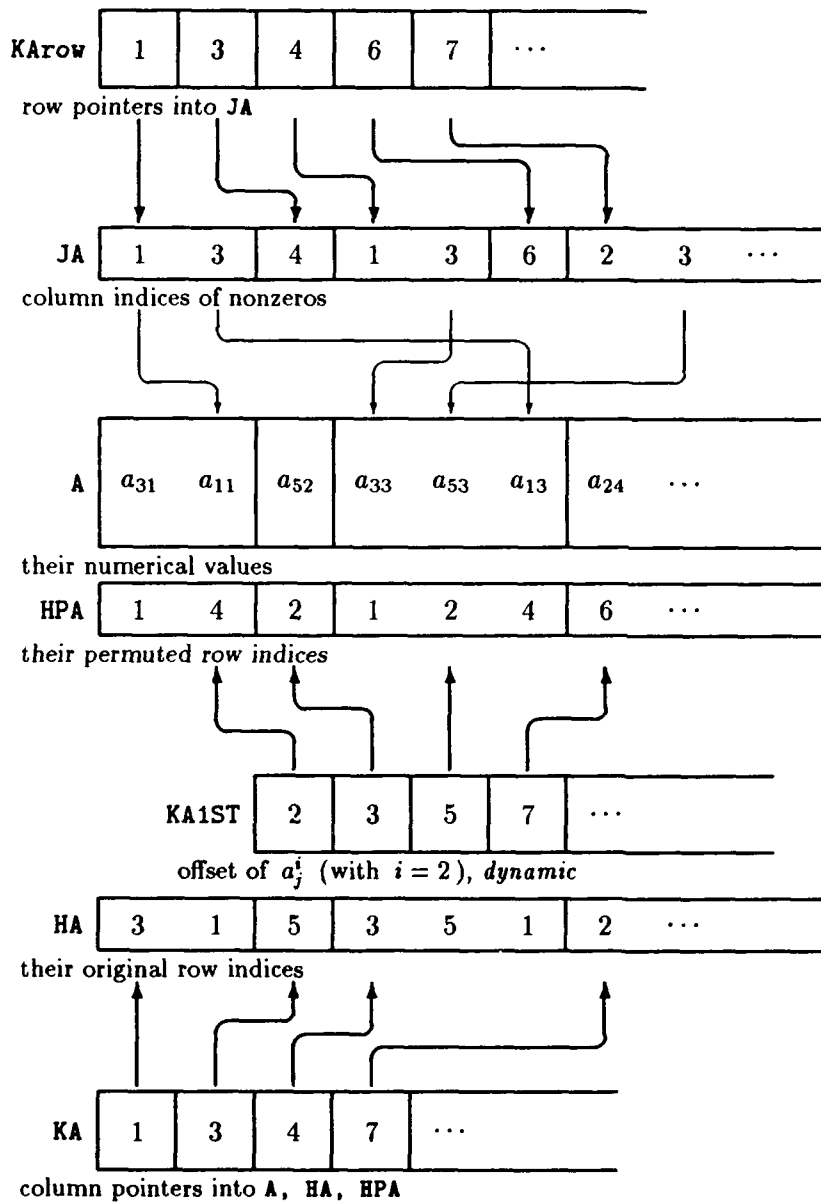 KArow 1 3 4 6 7 ···
row pointers into JA
JA 1 3 4 1 3 6 2 3 ···
column indices of nonzeros
A a₃₁ a₁₁ a₅₂ a₃₃ a₅₃ a₁₃ a₂₄ ···
their numerical values
HPA 1 4 2 1 2 4 6 ···
their permuted row indices
KA1ST 2 3 5 7 ···
offset of aⱼⁱ (with i = 2), dynamic
HA 3 1 5 3 5 1 2 ···
their original row indices
KA 1 3 4 7 ···
column pointers into A, HA, HPA